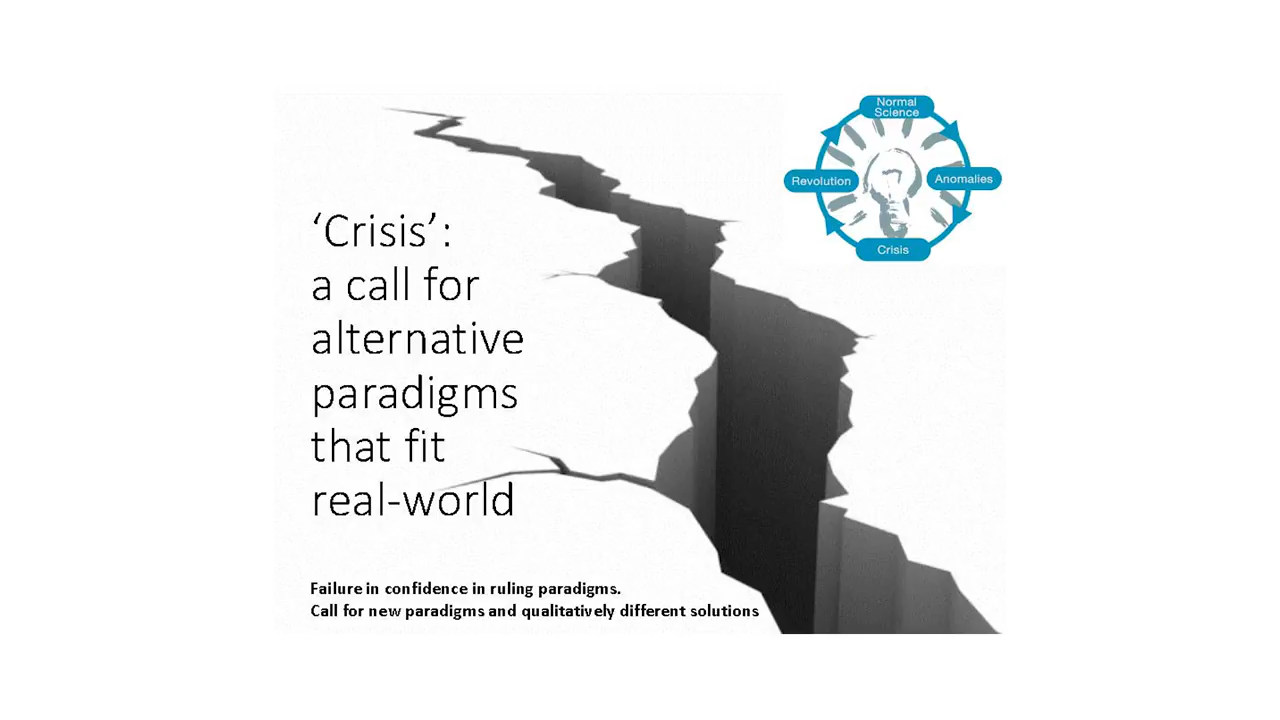 ‘Crisis’:
a call for
alternative
paradigms
that fit
real-world
Failure in confidence in ruling paradigms.
Call for new paradigms and qualitatively different solutions
Normal
Science
Revolution
Anomalies
Crisis